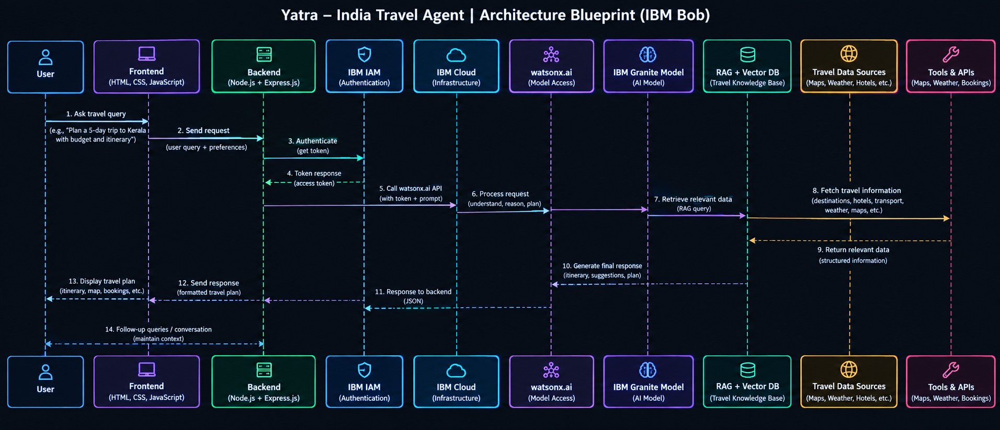 Yatra – India Travel Agent | Architecture Blueprint (IBM Bob)
User
Frontend
(HTML, CSS, JavaScript)
Backend
(Node.js + Express.js)
IBM IAM
(Authentication)
IBM Cloud
(Infrastructure)
watsonx.ai
(Model Access)
IBM Granite Model
(AI Model)
RAG + Vector DB
(Travel Knowledge Base)
Travel Data Sources
(Maps, Weather, Hotels, etc.)
Tools & APIs
(Maps, Weather, Bookings)
1. Ask travel query
(e.g., “Plan a 5-day trip to Kerala
with budget and itinerary”)
2. Send request
(user query + preferences)
3. Authenticate
(get token)
4. Token response
(access token)
5. Call watsonx.ai API
(with token + prompt)
6. Process request
(understand, reason, plan)
7. Retrieve relevant data
(RAG query)
8. Fetch travel information
(destinations, hotels, transport,
weather, maps, etc.)
9. Return relevant data
(structured information)
10. Generate final response
(itinerary, suggestions, plan)
11. Response to backend
(JSON)
12. Send response
(formatted travel plan)
13. Display travel plan
(itinerary, map, bookings, etc.)
14. Follow-up queries / conversation
(maintain context)
User
Frontend
(HTML, CSS, JavaScript)
Backend
(Node.js + Express.js)
IBM IAM
(Authentication)
IBM Cloud
(Infrastructure)
watsonx.ai
(Model Access)
IBM Granite Model
(AI Model)
RAG + Vector DB
(Travel Knowledge Base)
Travel Data Sources
(Maps, Weather, Hotels, etc.)
Tools & APIs
(Maps, Weather, Bookings)